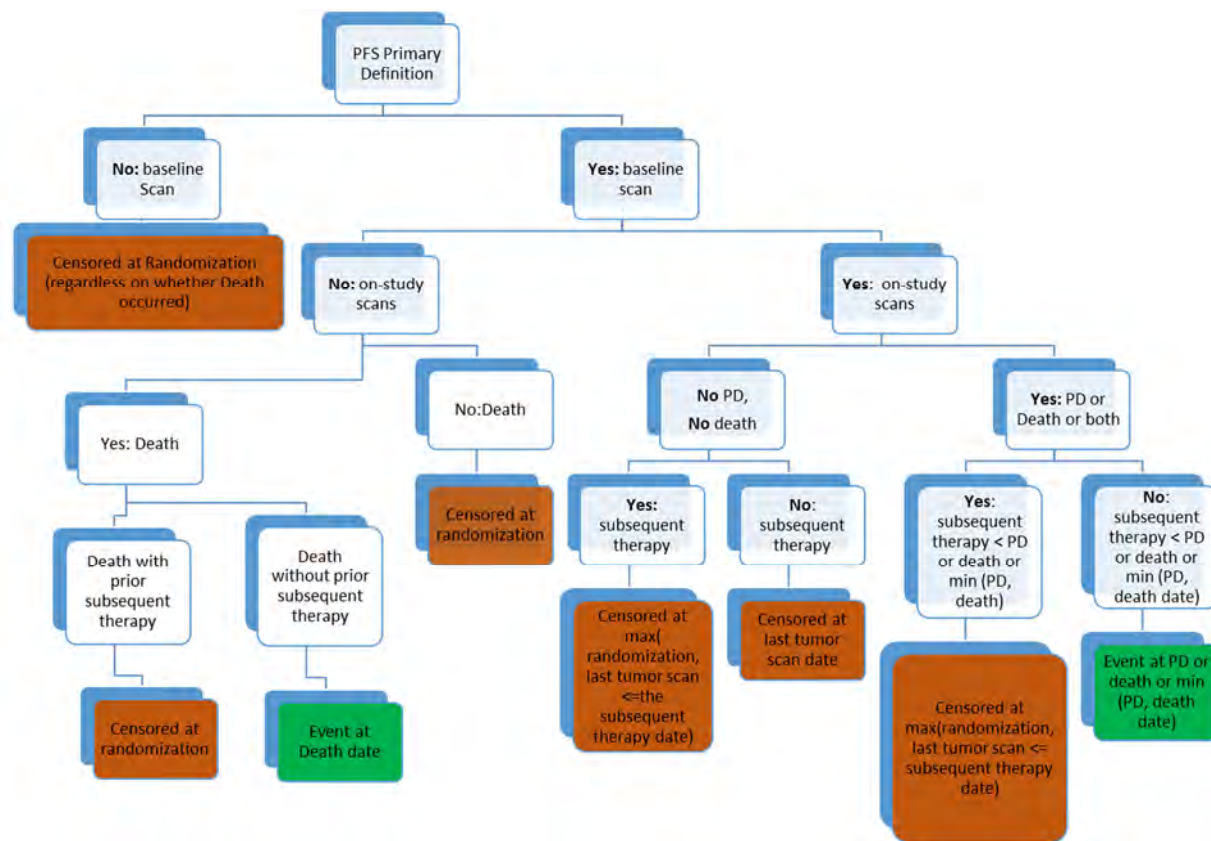 PFS Primary
Definition
No: baseline
Scan
Yes: baseline
scan
Censored at Randomization
(regardless on whether Death
occurred)
No: on-study
scans
Yes:  on-study
scans
Yes: Death
No:Death
No PD,
No death
Yes: PD or
Death or both
Death with
prior
subsequent
therapy
Death
without prior
subsequent
therapy
Censored at
randomization
Yes:
subsequent
therapy
No:
subsequent
therapy
Yes:
subsequent
therapy < PD
or death or
min (PD,
death)
No:
subsequent
therapy < PD
or death or
min (PD,
death date)
Censored at
randomization
Event at
Death date
Censored at
max(
randomization,
last tumor scan
<=the
subsequent
therapy date)
Censored at
last tumor
scan date
Censored at
max(randomization,
last tumor scan <=
subsequent therapy
date)
Event at PD or
death or min
(PD, death
date)